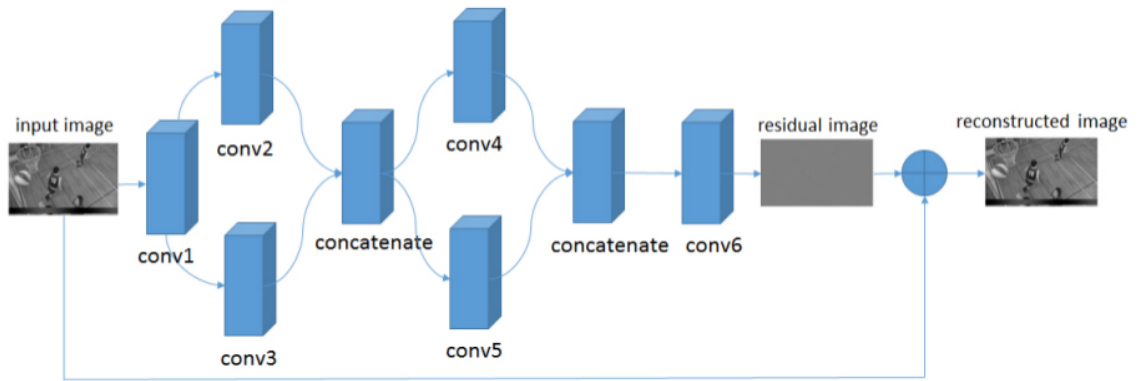 input image
conv1
conv2
conv3
concatenate
conv4
conv5
concatenate
conv6
residual image
reconstructed image